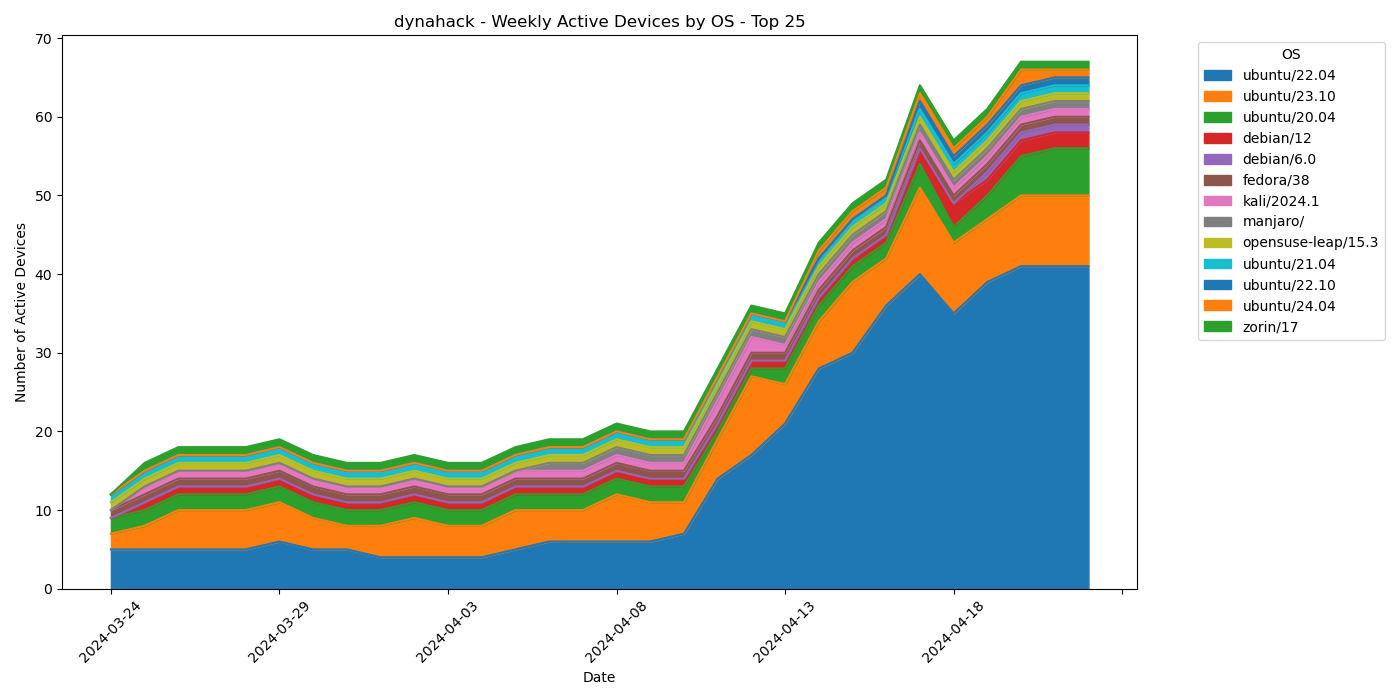 dynahack - Weekly Active Devices by OS - Top 25
70
60
50
40
30
20
10
0
Number of Active Devices
2024-03-24
2024-03-29
2024-04-03
2024-04-08
2024-04-13
2024-04-18
Date
OS
ubuntu/22.04
ubuntu/23.10
ubuntu/20.04
debian/12
debian/6.0
fedora/38
kali/2024.1
manjaro/
opensuse-leap/15.3
ubuntu/21.04
ubuntu/22.10
ubuntu/24.04
zorin/17